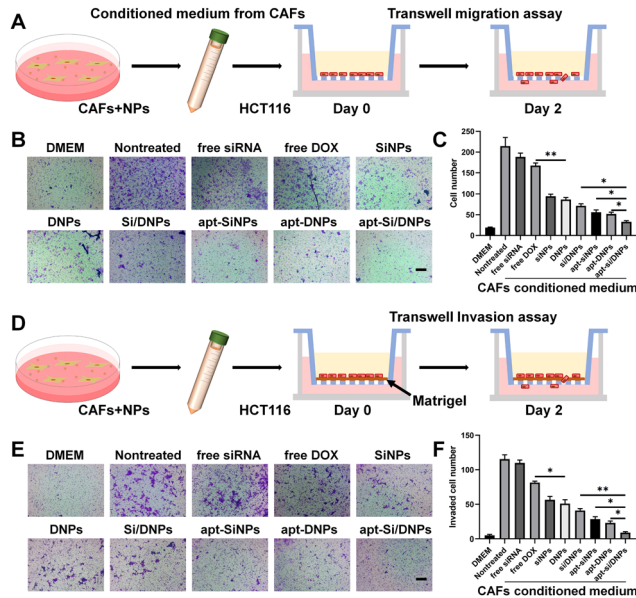 A
Conditioned medium from CAFs
Transwell migration assay
CAFs+NPs
HCT116
Day 0
Day 2
B
DMEM
Nontreated
free siRNA
free DOX
SiNPs
DNPs
Si/DNPs
apt-SiNPs
apt-DNPs
apt-Si/DNPs
C
Cell number
250
200
150
100
50
0
**
*
*
*
DMEM
Nontreated
free siRNA
free DOX
siNPs
DNPs
si/DNPs
apt-siNPs
apt-DNPs
apt-si/DNPs
CAFs conditioned medium
D
Transwell Invasion assay
CAFs+NPs
HCT116
Day 0
Matrigel
Day 2
E
DMEM
Nontreated
free siRNA
free DOX
SiNPs
DNPs
Si/DNPs
apt-SiNPs
apt-DNPs
apt-Si/DNPs
F
Invaded cell number
200
150
100
50
0
*
**
*
*
DMEM
Nontreated
free siRNA
free DOX
siNPs
DNPs
si/DNPs
apt-siNPs
apt-DNPs
apt-si/DNPs
CAFs conditioned medium